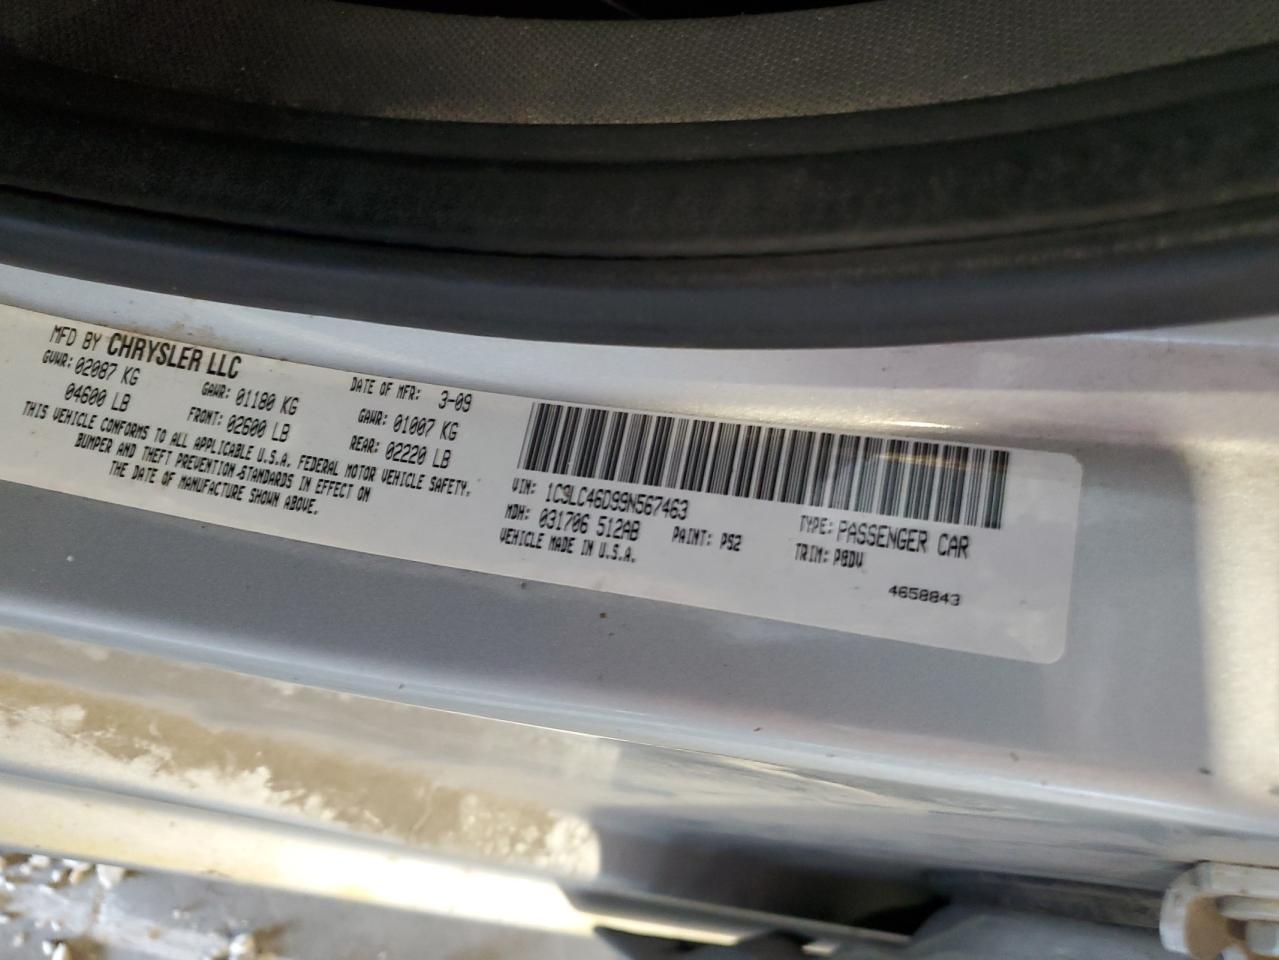 MFD BY CHRYSLER LLC
DATE OF MFR: 3-09
GVWR: 02087 KG
GAWR: 01180 KG
GAWR: 01007 KG
04600 LB
FRONT: 02600 LB
REAR: 02220 LB
THIS VEHICLE CONFORMS TO ALL APPLICABLE U.S.A. FEDERAL MOTOR VEHICLE SAFETY,
BUMPER AND THEFT PREVENTION STANDARDS IN EFFECT ON
THE DATE OF MANUFACTURE SHOWN ABOVE.
VIN: 1C3LC46D99N567463
TYPE: PASSENGER CAR
MDH: 031706 512AB
PAINT: PS2
TRIM: P8DV
VEHICLE MADE IN U.S.A.
4658843